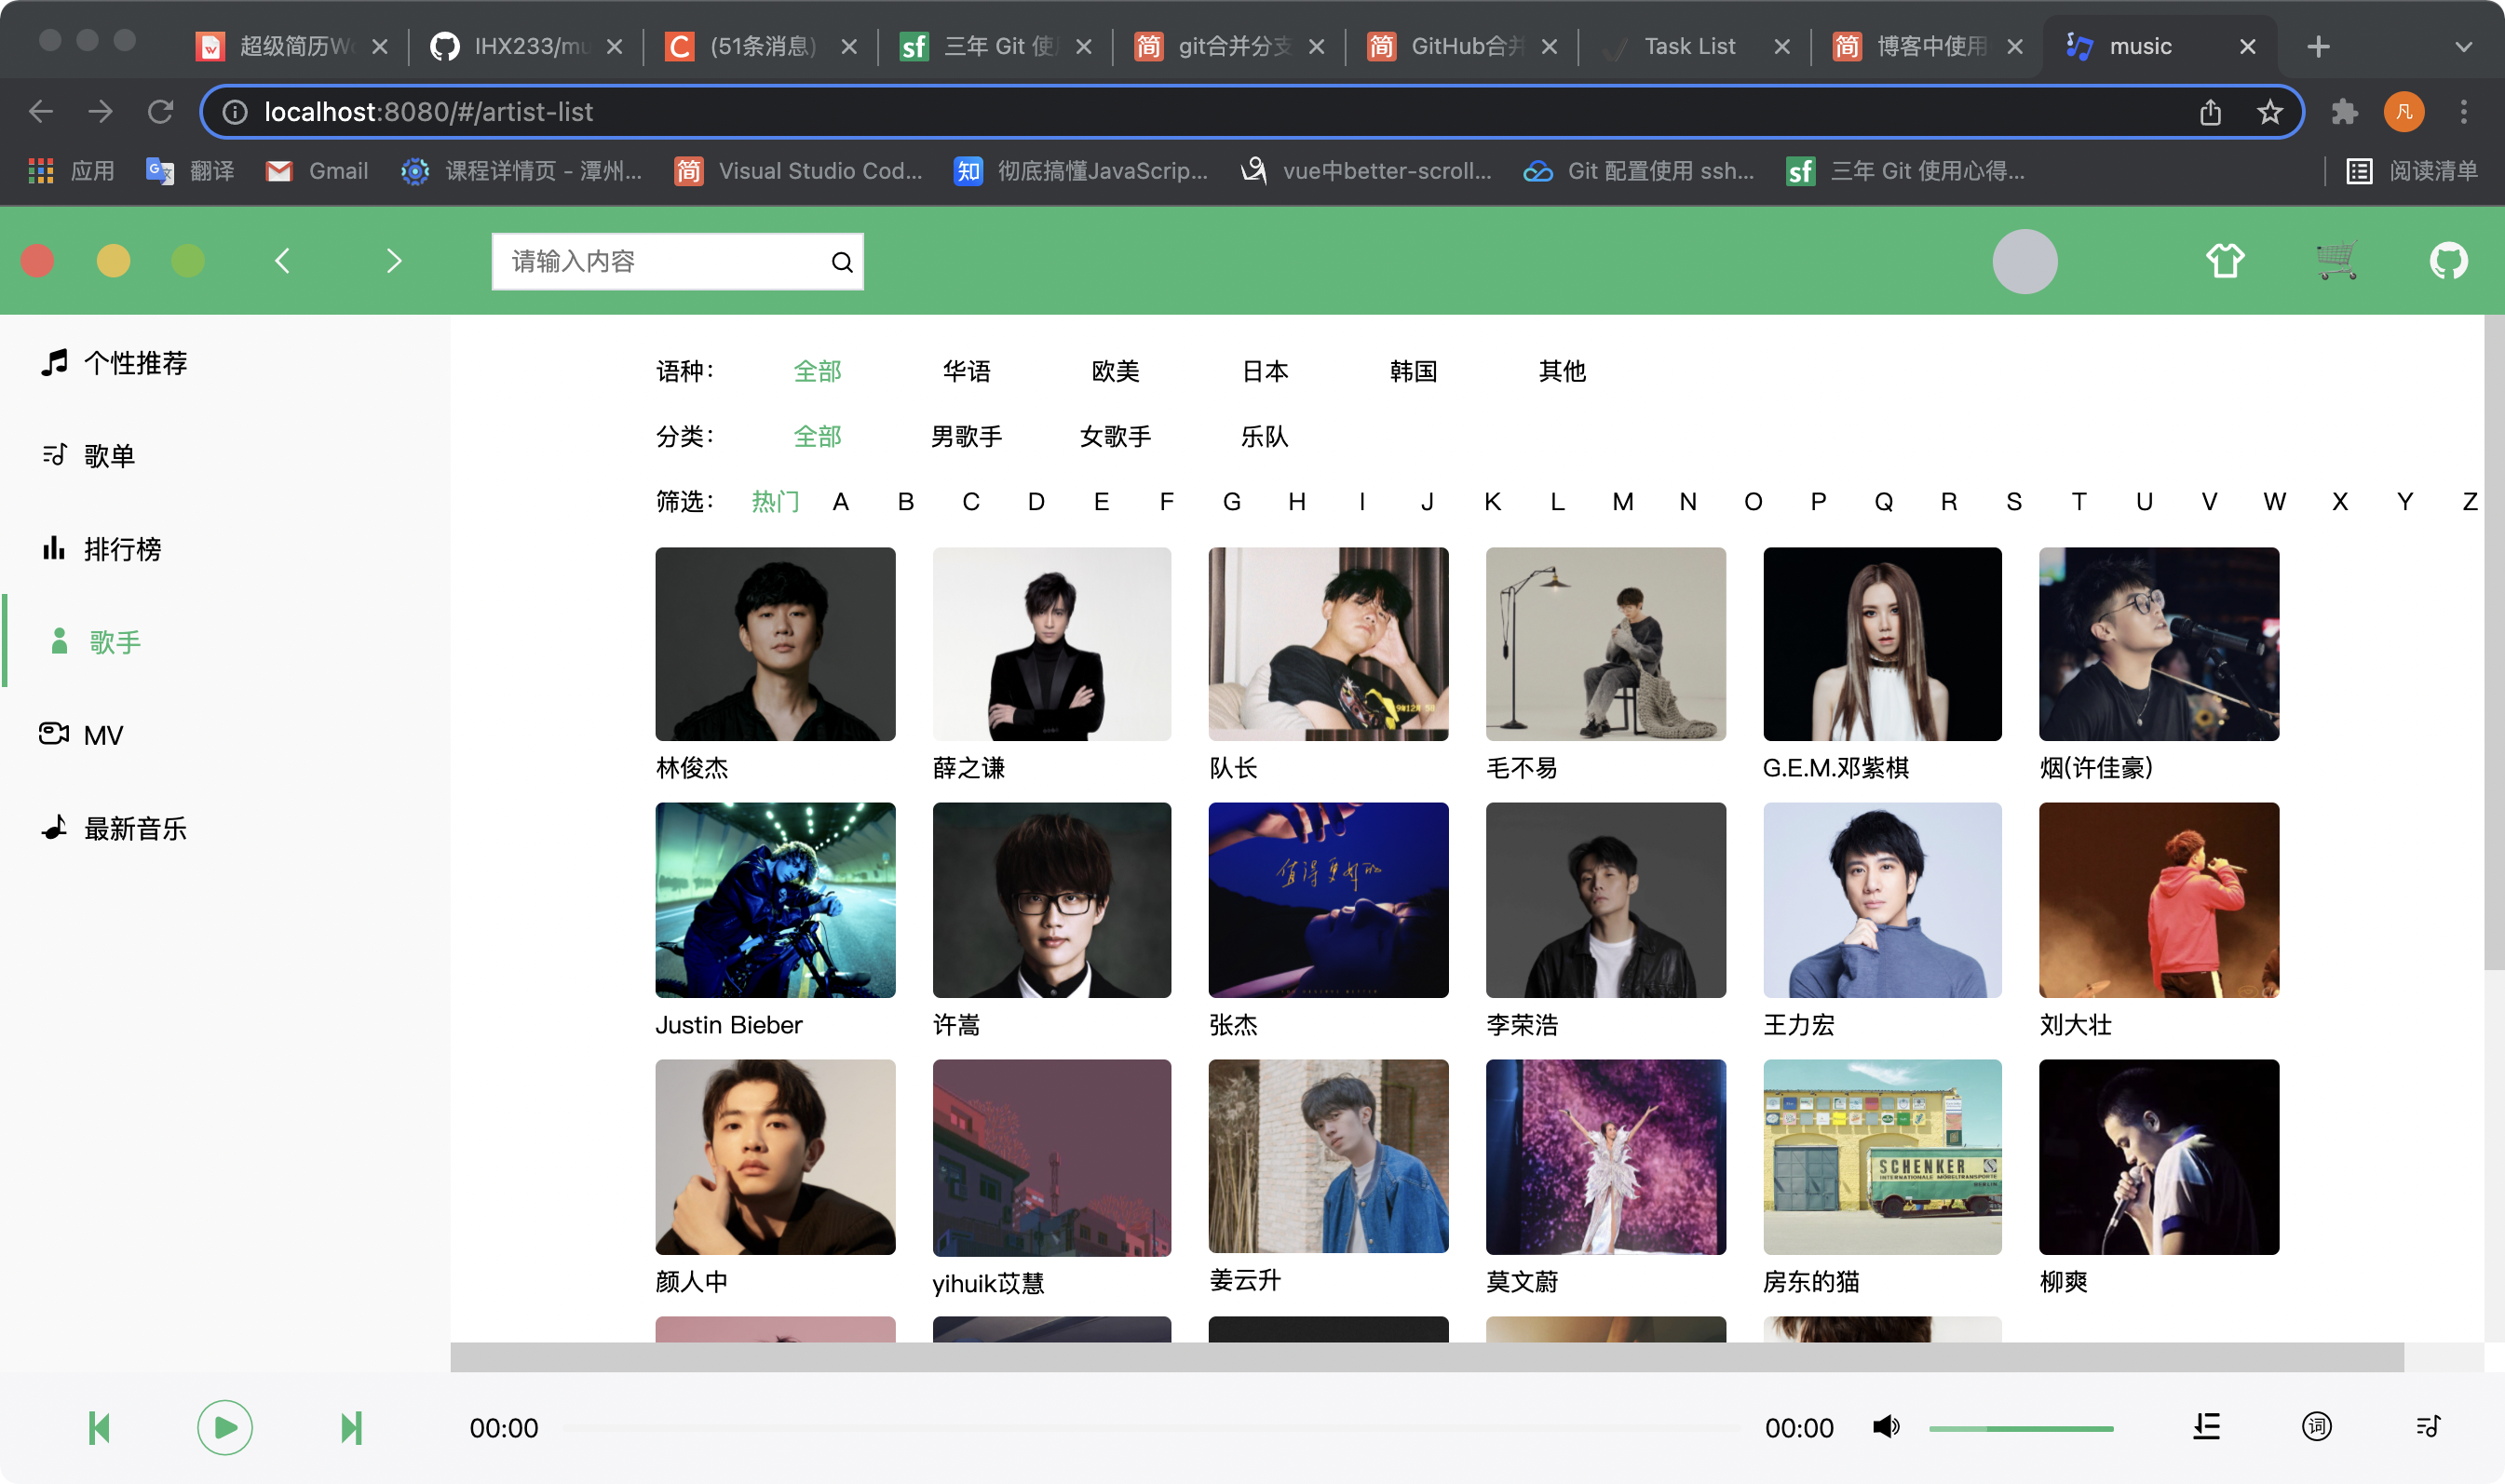 超级简历Wo
IHX233/mu
(51条消息)
三年 Git 使
git合并分支
GitHub合并
Task List
博客中使用
music
localhost:8080/#/artist-list
凡
应用
翻译
Gmail
课程详情页 - 潭州...
Visual Studio Cod...
彻底搞懂JavaScrip...
vue中better-scroll...
Git 配置使用 ssh...
三年 Git 使用心得...
阅读清单
请输入内容
个性推荐
歌单
排行榜
歌手
MV
最新音乐
语种： 全部 华语 欧美 日本 韩国 其他
分类： 全部 男歌手 女歌手 乐队
筛选： 热门 A B C D E F G H I J K L M N O P Q R S T U V W X Y Z
林俊杰 薛之谦 队长 毛不易 G.E.M.邓紫棋 烟(许佳豪)
值得更好的
Justin Bieber 许嵩 张杰 李荣浩 王力宏 刘大壮
SCHENKER
INTERNATIONALE MÖBELTRANSPORTE
BERLIN
颜人中 yihuik苡慧 姜云升 莫文蔚 房东的猫 柳爽
00:00 00:00 词